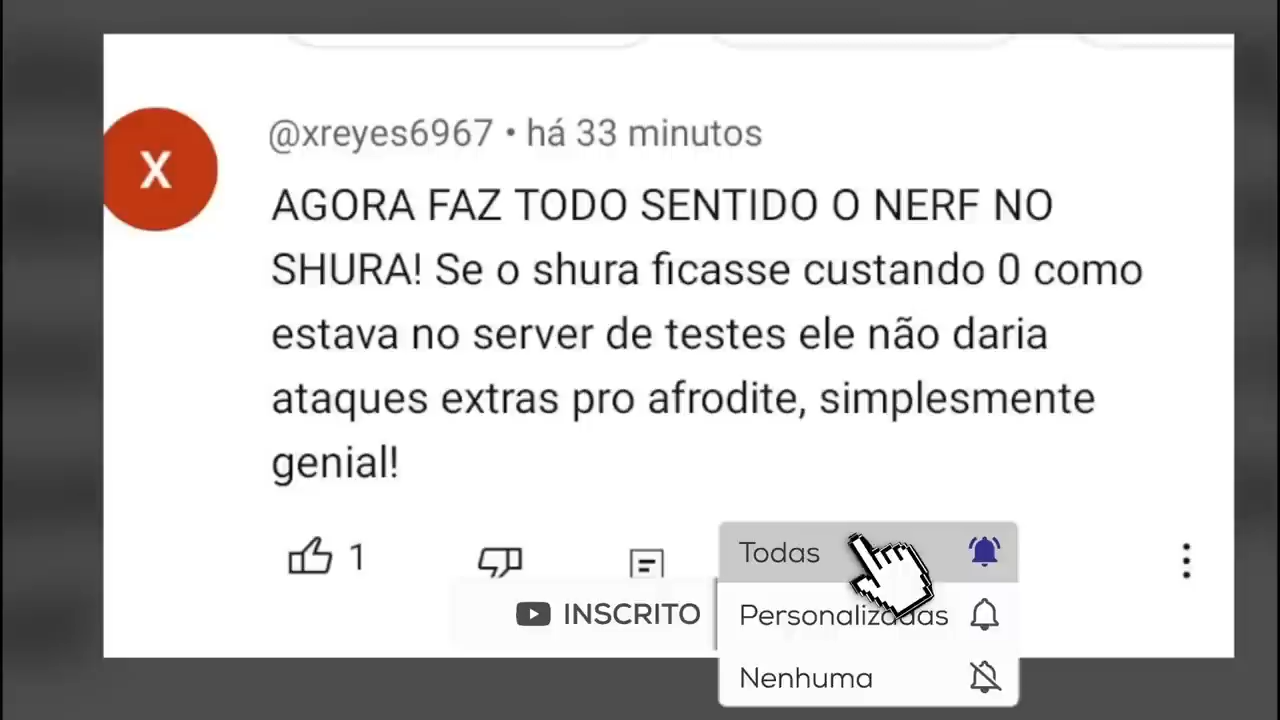 X
@xreyes6967 • há 33 minutos
AGORA FAZ TODO SENTIDO O NERF NO
SHURA! Se o shura ficasse custando 0 como
estava no server de testes ele não daria
ataques extras pro afrodite, simplesmente
genial!
1
Todas
INSCRITO
Personalizadas
Nenhuma